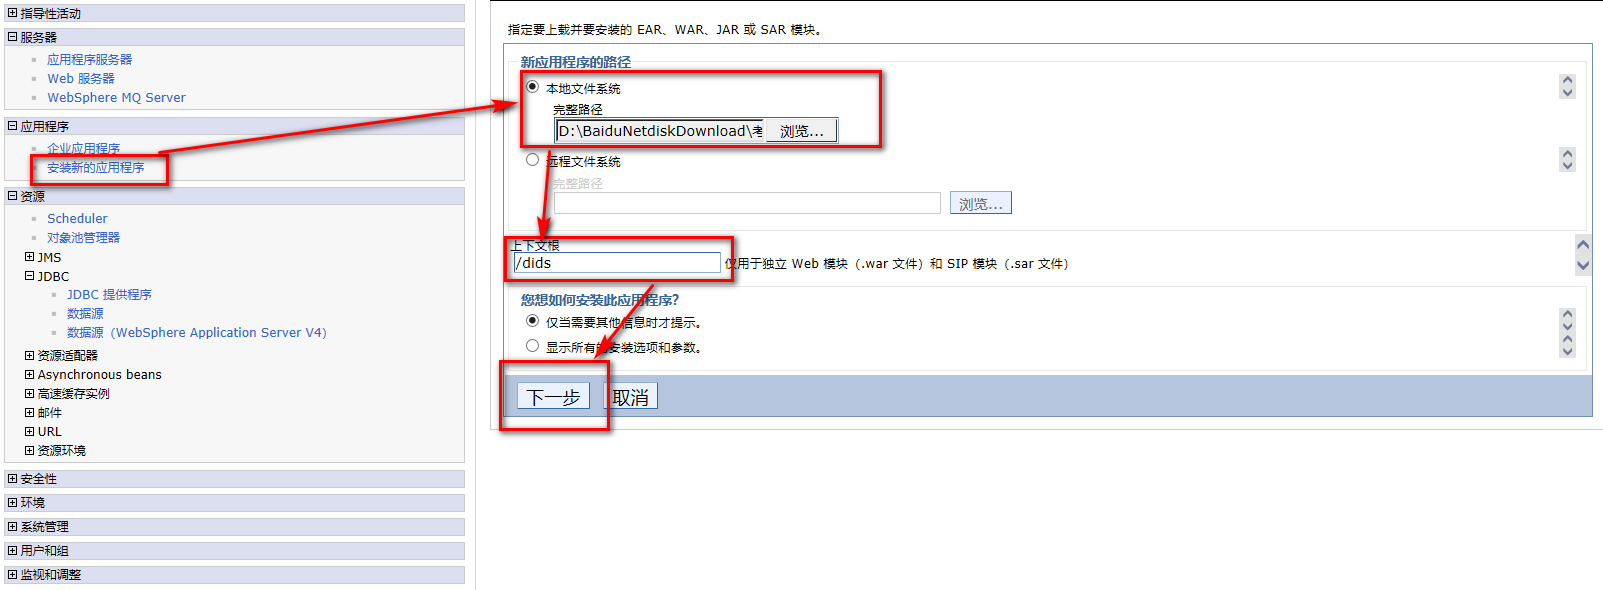 指导性活动
服务器
应用程序服务器
Web 服务器
WebSphere MQ Server
应用程序
企业应用程序
安装新的应用程序
资源
Scheduler
对象池管理器
JMS
JDBC
JDBC 提供程序
数据源
数据源（WebSphere Application Server V4）
资源适配器
Asynchronous beans
高速缓存实例
邮件
URL
资源环境
安全性
环境
系统管理
用户和组
监视和调整
指定要上载并要安装的 EAR、WAR、JAR 或 SAR 模块。
新应用程序的路径
本地文件系统
完整路径
D:\BaiduNetdiskDownload\考 浏览...
远程文件系统
完整路径
浏览...
上下文根
/dids 仅用于独立 Web 模块（.war 文件）和 SIP 模块（.sar 文件）
您想如何安装此应用程序？
仅当需要其他信息时才提示。
显示所有的安装选项和参数。
下一步 取消